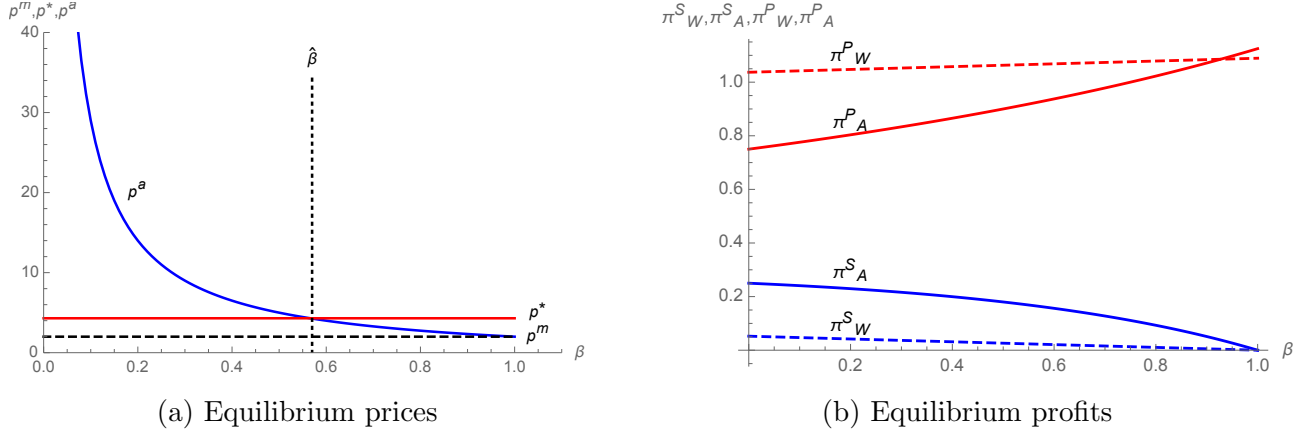 p^m,p*,p^a
40
30
20
10
0
0.0 0.2 0.4 0.6 0.8 1.0
β
β̂
p^a
p*
p^m
(a) Equilibrium prices
π^S_W,π^S_A,π^P_W,π^P_A
1.0
0.8
0.6
0.4
0.2
0.2 0.4 0.6 0.8 1.0
β
π^P_W
π^P_A
π^S_A
π^S_W
(b) Equilibrium profits